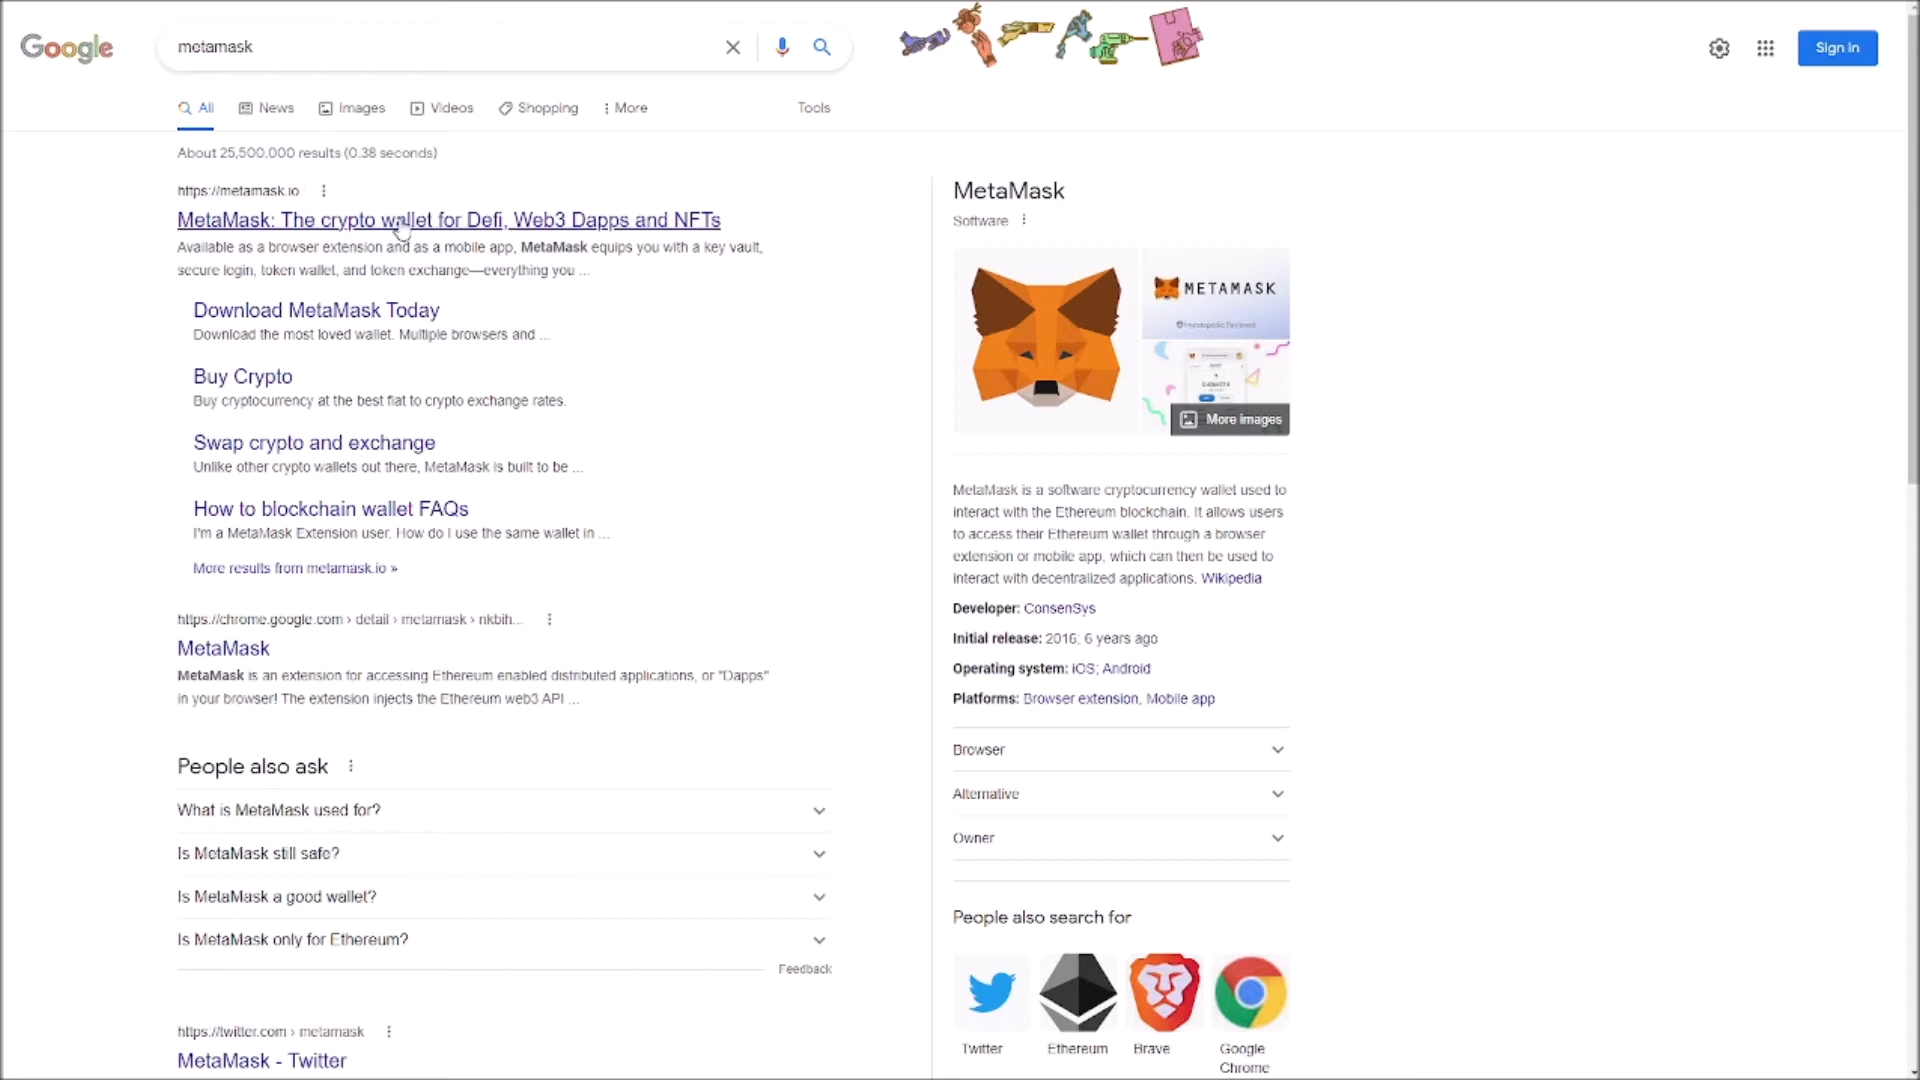 Google
metamask
Sign in
All
News
Images
Videos
Shopping
More
Tools
About 25,500,000 results (0.38 seconds)
https://metamask.io
MetaMask: The crypto wallet for Defi, Web3 Dapps and NFTs
Available as a browser extension and as a mobile app, MetaMask equips you with a key vault,
secure login, token wallet, and token exchange—everything you ...
Download MetaMask Today
Download the most loved wallet. Multiple browsers and ...
Buy Crypto
Buy cryptocurrency at the best fiat to crypto exchange rates.
Swap crypto and exchange
Unlike other crypto wallets out there, MetaMask is built to be ...
How to blockchain wallet FAQs
I'm a MetaMask Extension user. How do I use the same wallet in ...
More results from metamask.io »
https://chrome.google.com › detail › metamask › nkbih...
MetaMask
MetaMask is an extension for accessing Ethereum enabled distributed applications, or "Dapps"
in your browser! The extension injects the Ethereum web3 API ...
People also ask
What is MetaMask used for?
Is MetaMask still safe?
Is MetaMask a good wallet?
Is MetaMask only for Ethereum?
Feedback
https://twitter.com › metamask
MetaMask - Twitter
MetaMask
Software
METAMASK
More images
MetaMask is a software cryptocurrency wallet used to
interact with the Ethereum blockchain. It allows users
to access their Ethereum wallet through a browser
extension or mobile app, which can then be used to
interact with decentralized applications. Wikipedia
Developer: ConsenSys
Initial release: 2016; 6 years ago
Operating system: iOS; Android
Platforms: Browser extension, Mobile app
Browser
Alternative
Owner
People also search for
Twitter
Ethereum
Brave
Google
Chrome